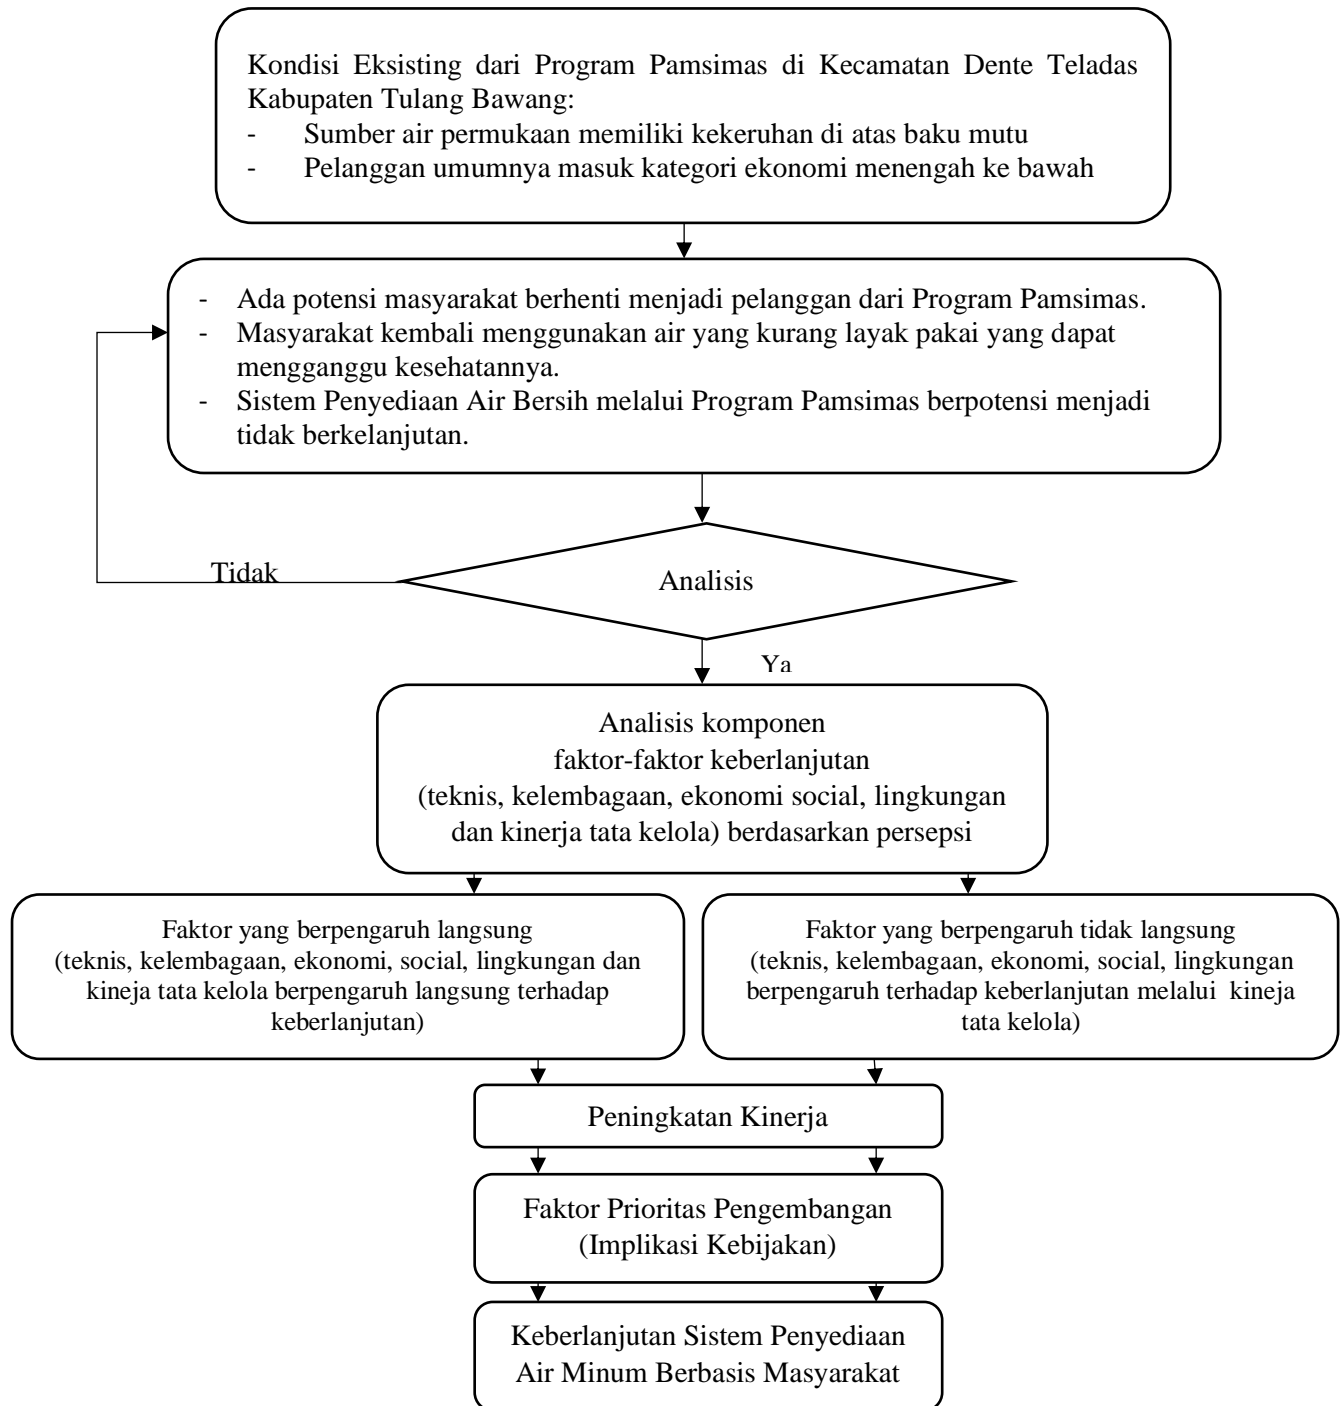 Kondisi Eksisting dari Program Pamsimas di Kecamatan Dente Teladas
Kabupaten Tulang Bawang:
- Sumber air permukaan memiliki kekeruhan di atas baku mutu
- Pelanggan umumnya masuk kategori ekonomi menengah ke bawah
- Ada potensi masyarakat berhenti menjadi pelanggan dari Program Pamsimas.
- Masyarakat kembali menggunakan air yang kurang layak pakai yang dapat
mengganggu kesehatannya.
- Sistem Penyediaan Air Bersih melalui Program Pamsimas berpotensi menjadi
tidak berkelanjutan.
Tidak
Analisis
Ya
Analisis komponen
faktor-faktor keberlanjutan
(teknis, kelembagaan, ekonomi social, lingkungan
dan kinerja tata kelola) berdasarkan persepsi
Faktor yang berpengaruh langsung
(teknis, kelembagaan, ekonomi, social, lingkungan dan
kineja tata kelola berpengaruh langsung terhadap
keberlanjutan)
Faktor yang berpengaruh tidak langsung
(teknis, kelembagaan, ekonomi, social, lingkungan
berpengaruh terhadap keberlanjutan melalui kineja
tata kelola)
Peningkatan Kinerja
Faktor Prioritas Pengembangan
(Implikasi Kebijakan)
Keberlanjutan Sistem Penyediaan
Air Minum Berbasis Masyarakat